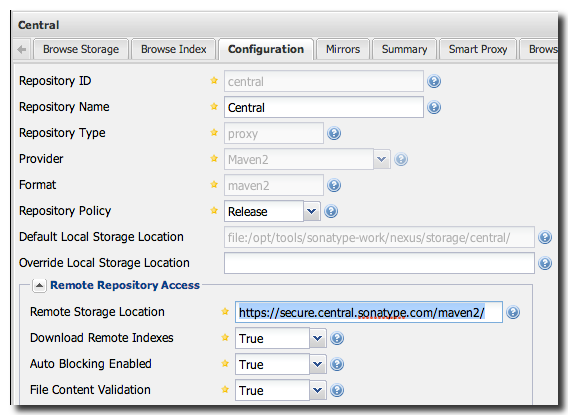 Central
Browse Storage Browse Index Configuration Mirrors Summary Smart Proxy Brows
Repository ID central
Repository Name Central
Repository Type proxy
Provider Maven2
Format maven2
Repository Policy Release
Default Local Storage Location file:/opt/tools/sonatype-work/nexus/storage/central/
Override Local Storage Location
Remote Repository Access
Remote Storage Location https://secure.central.sonatype.com/maven2/
Download Remote Indexes True
Auto Blocking Enabled True
File Content Validation True